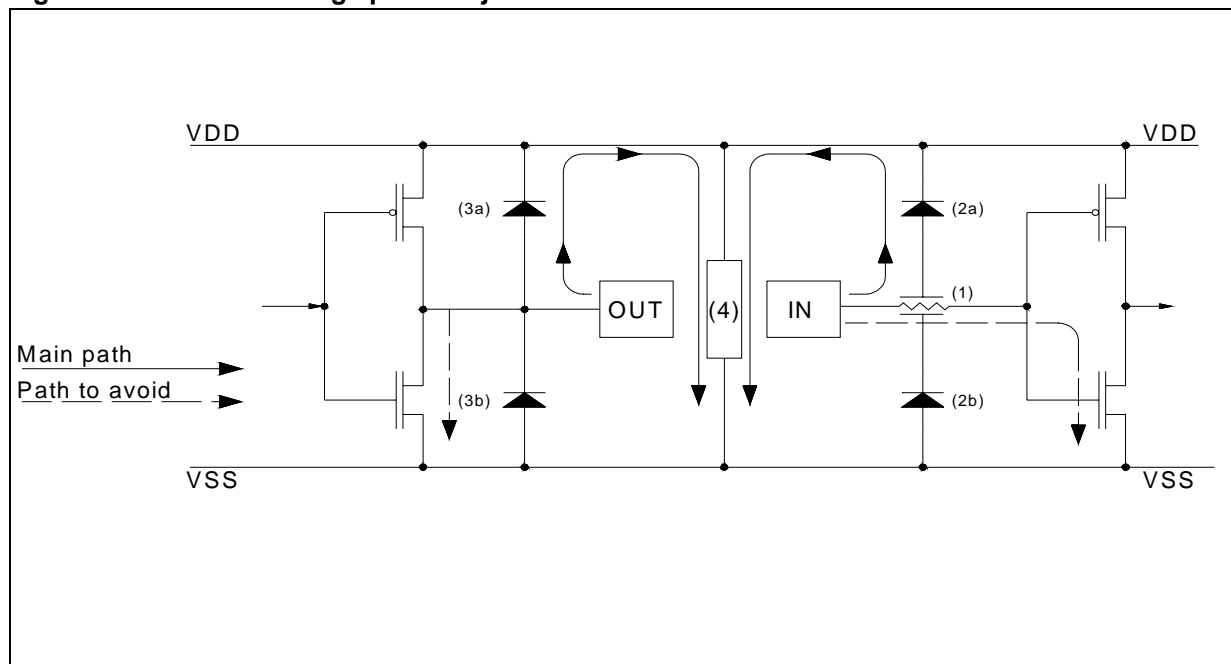 VDD VDD
(3a) (2a)
OUT (4) IN (1)
Main path
Path to avoid
(3b) (2b)
VSS VSS